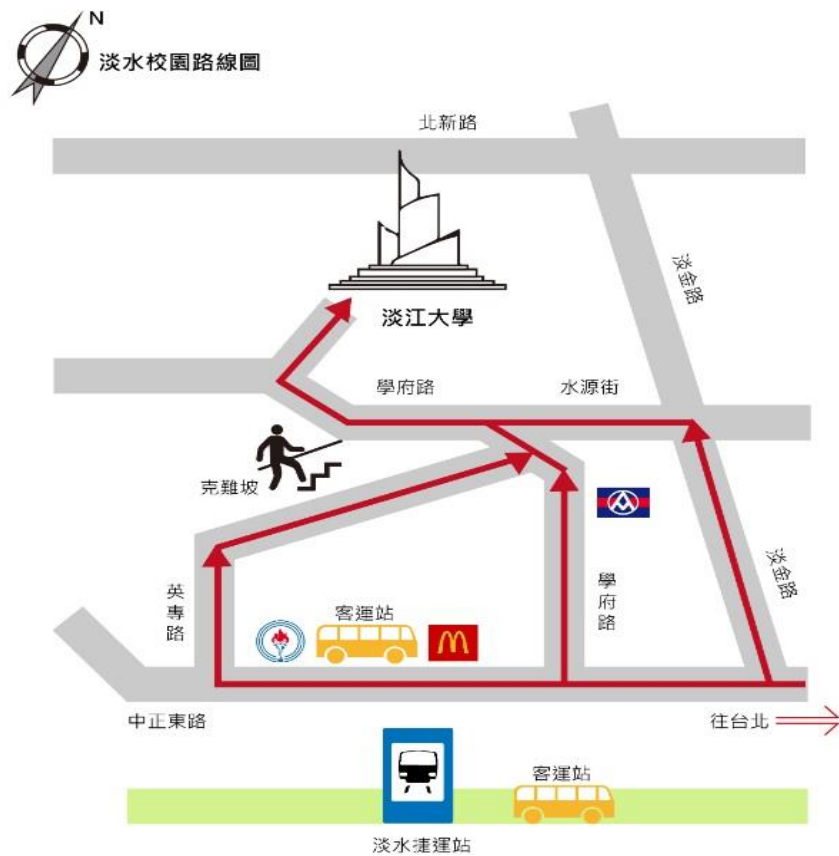 N
淡水校園路線圖
北新路
淡金路
淡江大學
學府路
水源街
克難坡
英專路
客運站
學府路
淡金路
中正東路
往台北
客運站
淡水捷運站